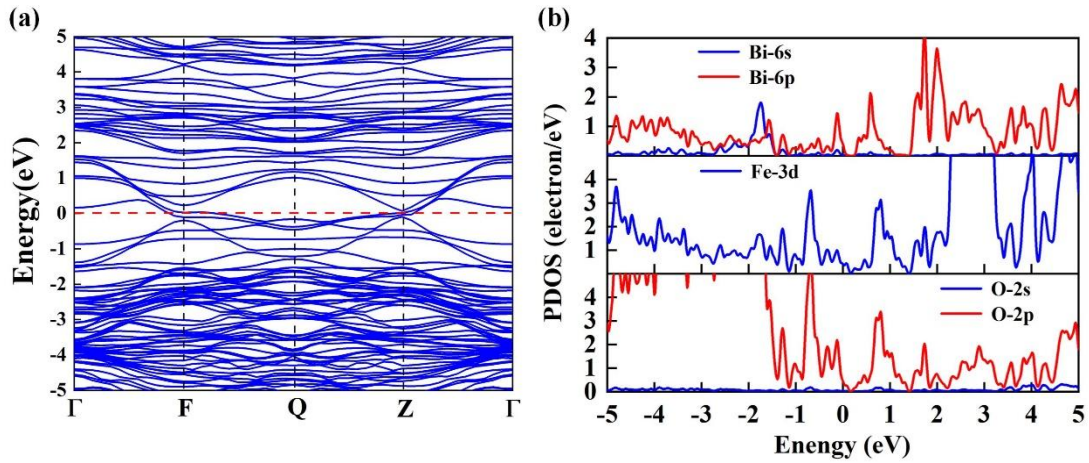 (a)
Energy(eV)
5
4
3
2
1
0
-1
-2
-3
-4
-5
Γ F Q Z Γ
(b)
PDOS (electron/eV)
4
3
2
1
Bi-6s
Bi-6p
4
3
2
1
Fe-3d
4
3
2
1
0
O-2s
O-2p
-5 -4 -3 -2 -1 0 1 2 3 4 5
Enengy (eV)